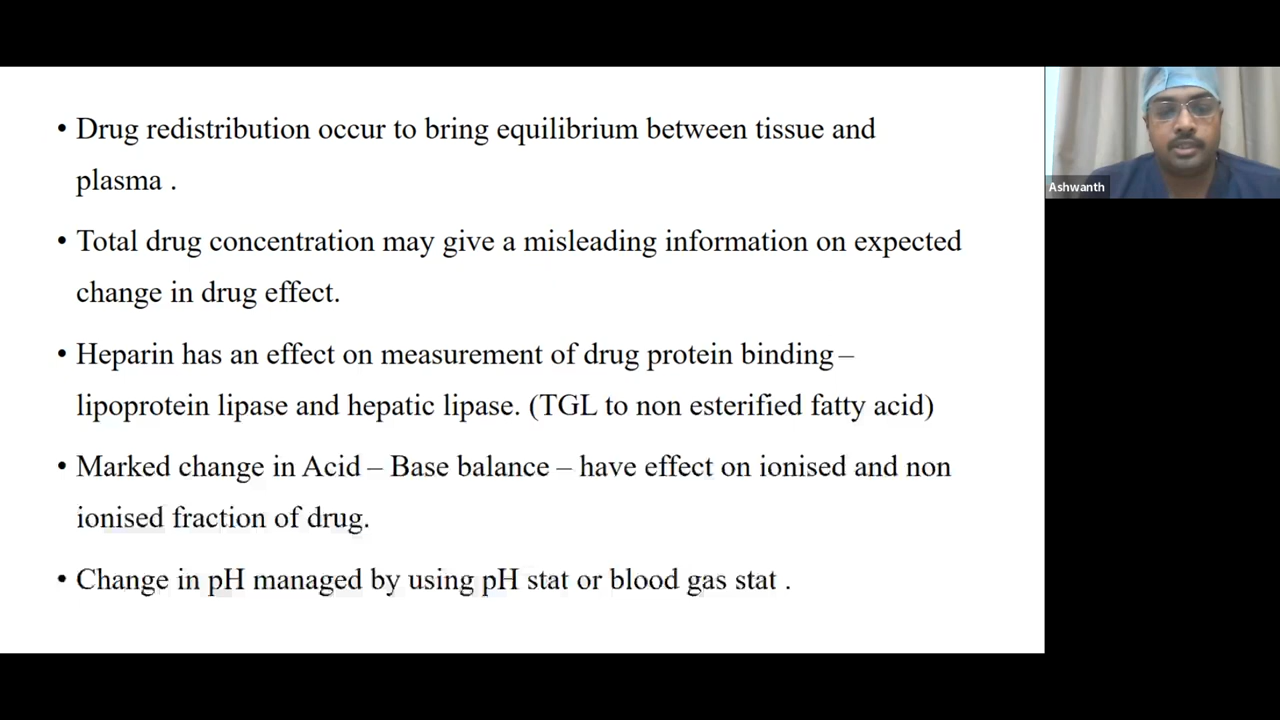 • Drug redistribution occur to bring equilibrium between tissue and
plasma .
• Total drug concentration may give a misleading information on expected
change in drug effect.
• Heparin has an effect on measurement of drug protein binding –
lipoprotein lipase and hepatic lipase. (TGL to non esterified fatty acid)
• Marked change in Acid – Base balance – have effect on ionised and non
ionised fraction of drug.
• Change in pH managed by using pH stat or blood gas stat .
Ashwanth